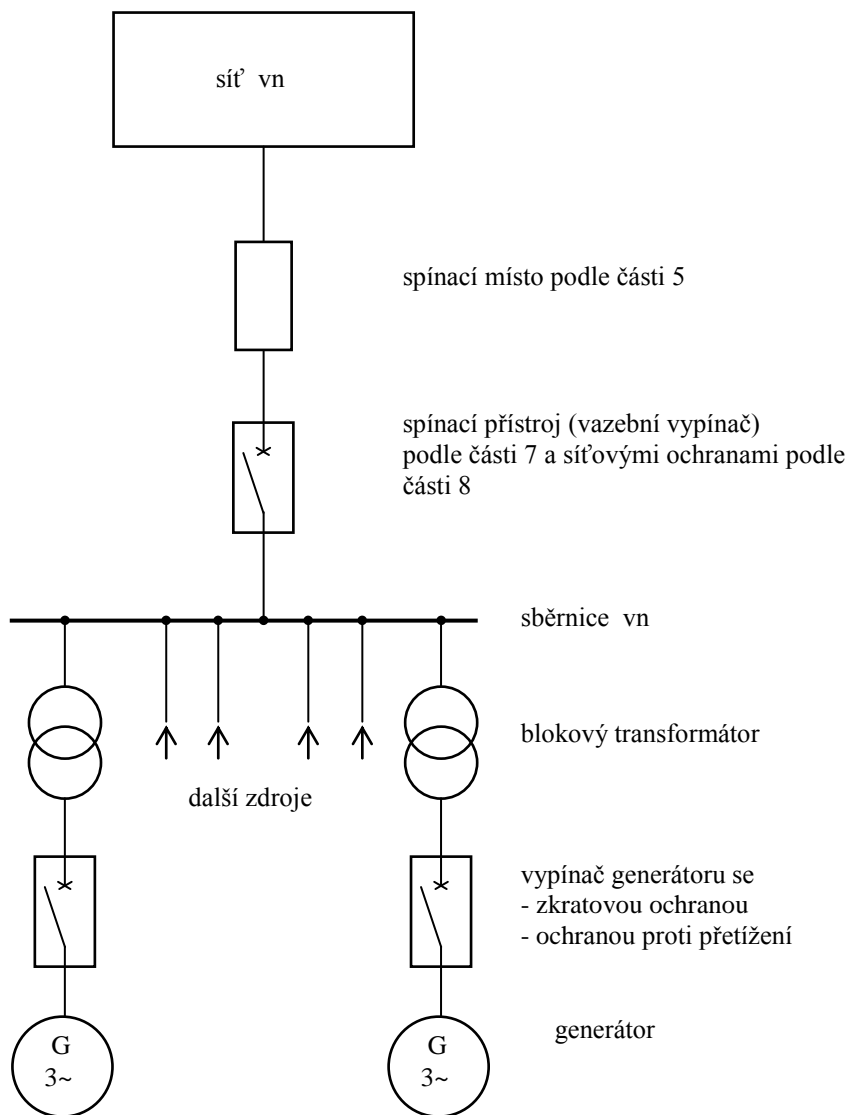 síť vn
spínací místo podle části 5
spínací přístroj (vazební vypínač)
podle části 7 a síťovými ochranami podle
části 8
sběrnice vn
blokový transformátor
další zdroje
vypínač generátoru se
- zkratovou ochranou
- ochranou proti přetížení
generátor
G
3~
G
3~